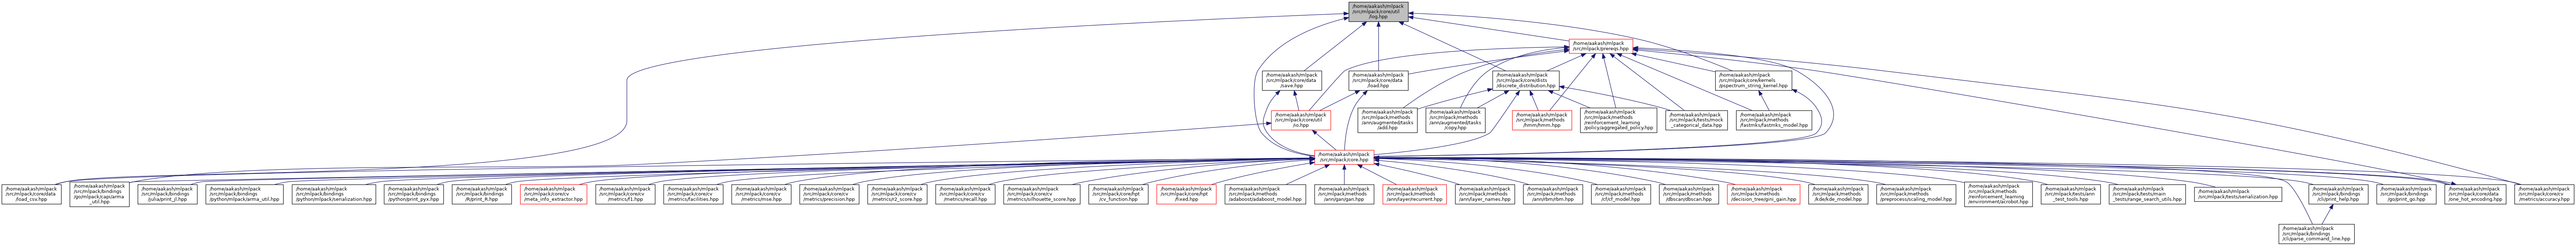 /home/aakash/mlpack
/src/mlpack/core/util
/log.hpp
/home/aakash/mlpack
/src/mlpack/prereqs.hpp
/home/aakash/mlpack
/src/mlpack/core/data
/save.hpp
/home/aakash/mlpack
/src/mlpack/core/data
/load.hpp
/home/aakash/mlpack
/src/mlpack/core/dists
/discrete_distribution.hpp
/home/aakash/mlpack
/src/mlpack/core/kernels
/pspectrum_string_kernel.hpp
/home/aakash/mlpack
/src/mlpack/core/util
/io.hpp
/home/aakash/mlpack
/src/mlpack/methods
/ann/augmented/tasks
/add.hpp
/home/aakash/mlpack
/src/mlpack/methods
/ann/augmented/tasks
/copy.hpp
/home/aakash/mlpack
/src/mlpack/methods
/hmm/hmm.hpp
/home/aakash/mlpack
/src/mlpack/methods
/reinforcement_learning
/policy/aggregated_policy.hpp
/home/aakash/mlpack
/src/mlpack/tests/mock
_categorical_data.hpp
/home/aakash/mlpack
/src/mlpack/methods
/fastmks/fastmks_model.hpp
/home/aakash/mlpack
/src/mlpack/core.hpp
/home/aakash/mlpack
/src/mlpack/core/data
/load_csv.hpp
/home/aakash/mlpack
/src/mlpack/bindings
/go/mlpack/capi/arma
_util.hpp
/home/aakash/mlpack
/src/mlpack/bindings
/julia/print_jl.hpp
/home/aakash/mlpack
/src/mlpack/bindings
/python/mlpack/arma_util.hpp
/home/aakash/mlpack
/src/mlpack/bindings
/python/mlpack/serialization.hpp
/home/aakash/mlpack
/src/mlpack/bindings
/python/print_pyx.hpp
/home/aakash/mlpack
/src/mlpack/bindings
/R/print_R.hpp
/home/aakash/mlpack
/src/mlpack/core/cv
/meta_info_extractor.hpp
/home/aakash/mlpack
/src/mlpack/core/cv
/metrics/f1.hpp
/home/aakash/mlpack
/src/mlpack/core/cv
/metrics/facilities.hpp
/home/aakash/mlpack
/src/mlpack/core/cv
/metrics/mse.hpp
/home/aakash/mlpack
/src/mlpack/core/cv
/metrics/precision.hpp
/home/aakash/mlpack
/src/mlpack/core/cv
/metrics/r2_score.hpp
/home/aakash/mlpack
/src/mlpack/core/cv
/metrics/recall.hpp
/home/aakash/mlpack
/src/mlpack/core/cv
/metrics/silhouette_score.hpp
/home/aakash/mlpack
/src/mlpack/core/hpt
/cv_function.hpp
/home/aakash/mlpack
/src/mlpack/core/hpt
/fixed.hpp
/home/aakash/mlpack
/src/mlpack/methods
/adaboost/adaboost_model.hpp
/home/aakash/mlpack
/src/mlpack/methods
/ann/gan/gan.hpp
/home/aakash/mlpack
/src/mlpack/methods
/ann/layer/recurrent.hpp
/home/aakash/mlpack
/src/mlpack/methods
/ann/layer_names.hpp
/home/aakash/mlpack
/src/mlpack/methods
/ann/rbm/rbm.hpp
/home/aakash/mlpack
/src/mlpack/methods
/cf/cf_model.hpp
/home/aakash/mlpack
/src/mlpack/methods
/dbscan/dbscan.hpp
/home/aakash/mlpack
/src/mlpack/methods
/decision_tree/gini_gain.hpp
/home/aakash/mlpack
/src/mlpack/methods
/kde/kde_model.hpp
/home/aakash/mlpack
/src/mlpack/methods
/preprocess/scaling_model.hpp
/home/aakash/mlpack
/src/mlpack/methods
/reinforcement_learning
/environment/acrobot.hpp
/home/aakash/mlpack
/src/mlpack/tests/ann
_test_tools.hpp
/home/aakash/mlpack
/src/mlpack/tests/main
_tests/range_search_utils.hpp
/home/aakash/mlpack
/src/mlpack/tests/serialization.hpp
/home/aakash/mlpack
/src/mlpack/bindings
/cli/print_help.hpp
/home/aakash/mlpack
/src/mlpack/bindings
/go/print_go.hpp
/home/aakash/mlpack
/src/mlpack/core/data
/one_hot_encoding.hpp
/home/aakash/mlpack
/src/mlpack/core/cv
/metrics/accuracy.hpp
/home/aakash/mlpack
/src/mlpack/bindings
/cli/parse_command_line.hpp